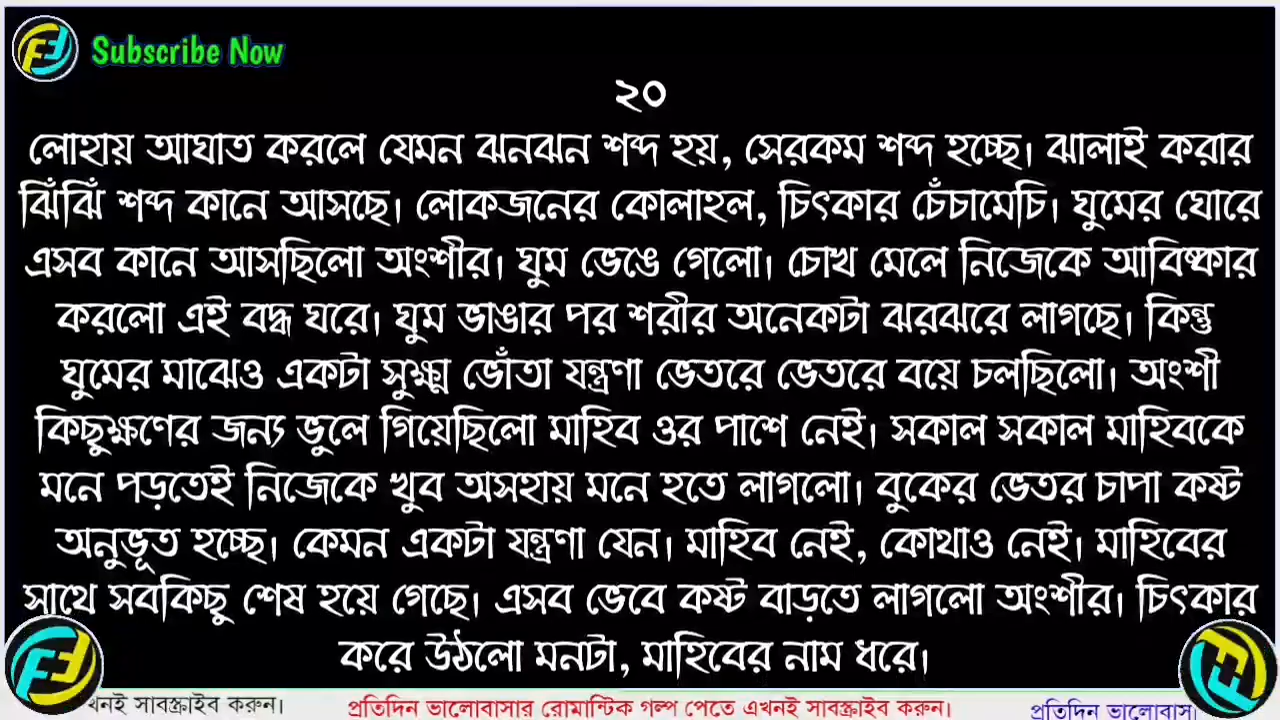 Subscribe Now
২০
লোহায় আঘাত করলে যেমন ঝনঝন শব্দ হয়, সেরকম শব্দ হচ্ছে। ঝালাই করার
ঝিঁঝিঁ শব্দ কানে আসছে। লোকজনের কোলাহল, চিৎকার চেঁচামেচি। ঘুমের ঘোরে
এসব কানে আসছিলো অংশীর। ঘুম ভেঙে গেলো। চোখ মেলে নিজেকে আবিষ্কার
করলো এই বদ্ধ ঘরে। ঘুম ভাঙার পর শরীর অনেকটা ঝরঝরে লাগছে। কিন্তু
ঘুমের মাঝেও একটা সুক্ষ্ম ভোঁতা যন্ত্রণা ভেতরে ভেতরে বয়ে চলছিলো। অংশী
কিছুক্ষণের জন্য ভুলে গিয়েছিলো মাহিব ওর পাশে নেই। সকাল সকাল মাহিবকে
মনে পড়তেই নিজেকে খুব অসহায় মনে হতে লাগলো। বুকের ভেতর চাপা কষ্ট
অনুভূত হচ্ছে। কেমন একটা যন্ত্রণা যেন। মাহিব নেই, কোথাও নেই। মাহিবের
সাথে সবকিছু শেষ হয়ে গেছে। এসব ভেবে কষ্ট বাড়তে লাগলো অংশীর। চিৎকার
করে উঠলো মনটা, মাহিবের নাম ধরে।
খনই সাবস্ক্রাইব করুন। প্রতিদিন ভালোবাসার রোমান্টিক গল্প পেতে এখনই সাবস্ক্রাইব করুন। প্রতিদিন ভালোবাসা